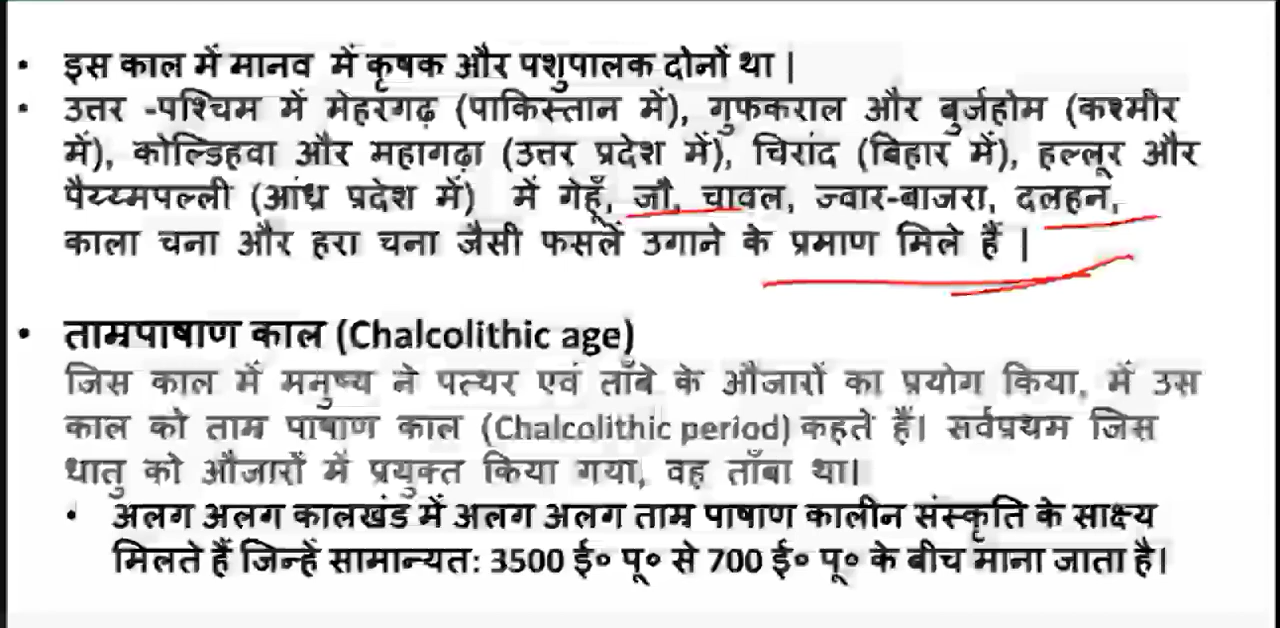 • इस काल में मानव में कृषक और पशुपालक दोनों था |
• उत्तर -पश्चिम में मेहरगढ़ (पाकिस्तान में), गुफकराल और बुर्जहोम (कश्मीर
में), कोल्डिहवा और महागढ़ा (उत्तर प्रदेश में), चिरांद (बिहार में), हल्लूर और
पैय्य्मपल्ली (आंध्र प्रदेश में) में गेहूँ, जौ, चावल, ज्वार-बाजरा, दलहन,
काला चना और हरा चना जैसी फसलें उगाने के प्रमाण मिले हैं |
• ताम्रपाषाण काल (Chalcolithic age)
जिस काल में मनुष्य ने पत्थर एवं ताँबे के औजारों का प्रयोग किया, में उस
काल को ताम्र पाषाण काल (Chalcolithic period) कहते हैं। सर्वप्रथम जिस
धातु को औजारों में प्रयुक्त किया गया, वह ताँबा था।
• अलग अलग कालखंड में अलग अलग ताम्र पाषाण कालीन संस्कृति के साक्ष्य
मिलते हैं जिन्हें सामान्यत: 3500 ई० पू० से 700 ई० पू० के बीच माना जाता है।